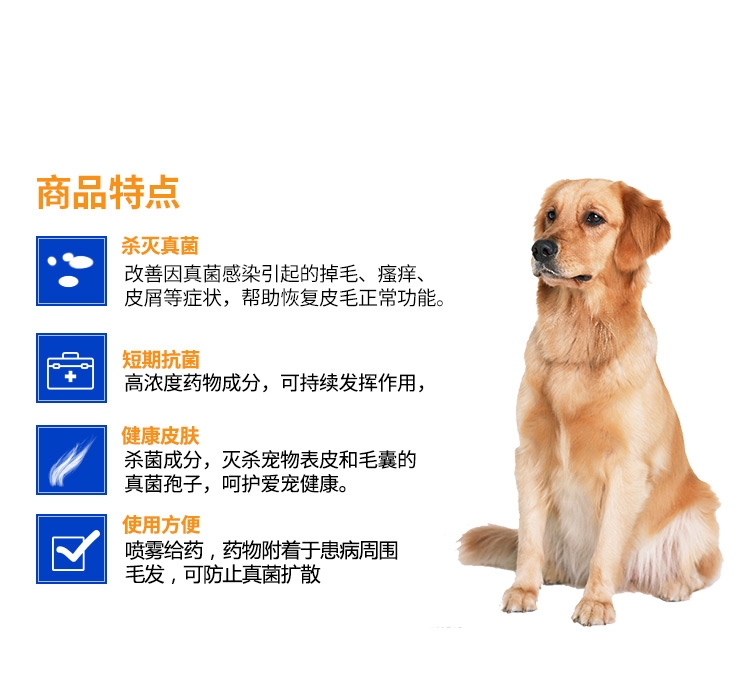 商品特点
杀灭真菌
改善因真菌感染引起的掉毛、瘙痒、
皮屑等症状，帮助恢复皮毛正常功能。
短期抗菌
高浓度药物成分，可持续发挥作用，
健康皮肤
杀菌成分，灭杀宠物表皮和毛囊的
真菌孢子，呵护爱宠健康。
使用方便
喷雾给药，药物附着于患病周围
毛发，可防止真菌扩散